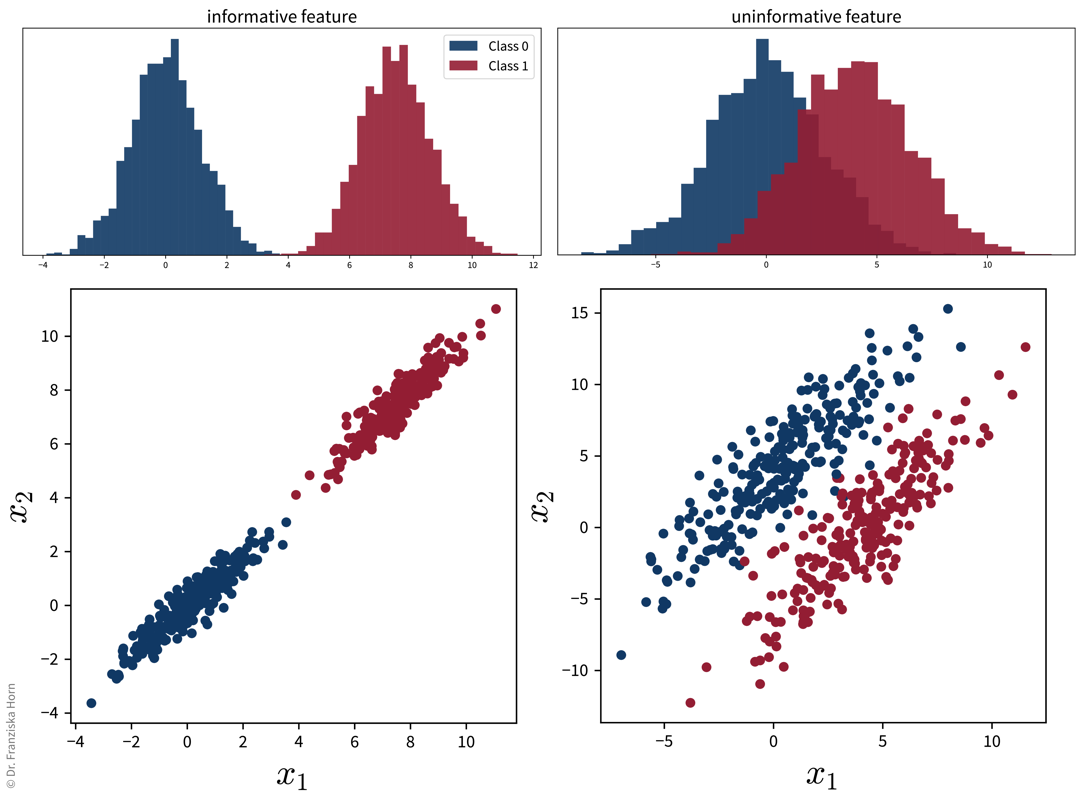 informative feature
uninformative feature
Class 0
Class 1
−4 −2 0 2 4 6 8 10 12
−5 0 5 10
x2
10
8
6
4
2
0
−2
−4
−4 −2 0 2 4 6 8 10
x1
x2
15
10
5
0
−5
−10
−5 0 5 10
x1
© Dr. Franziska Horn